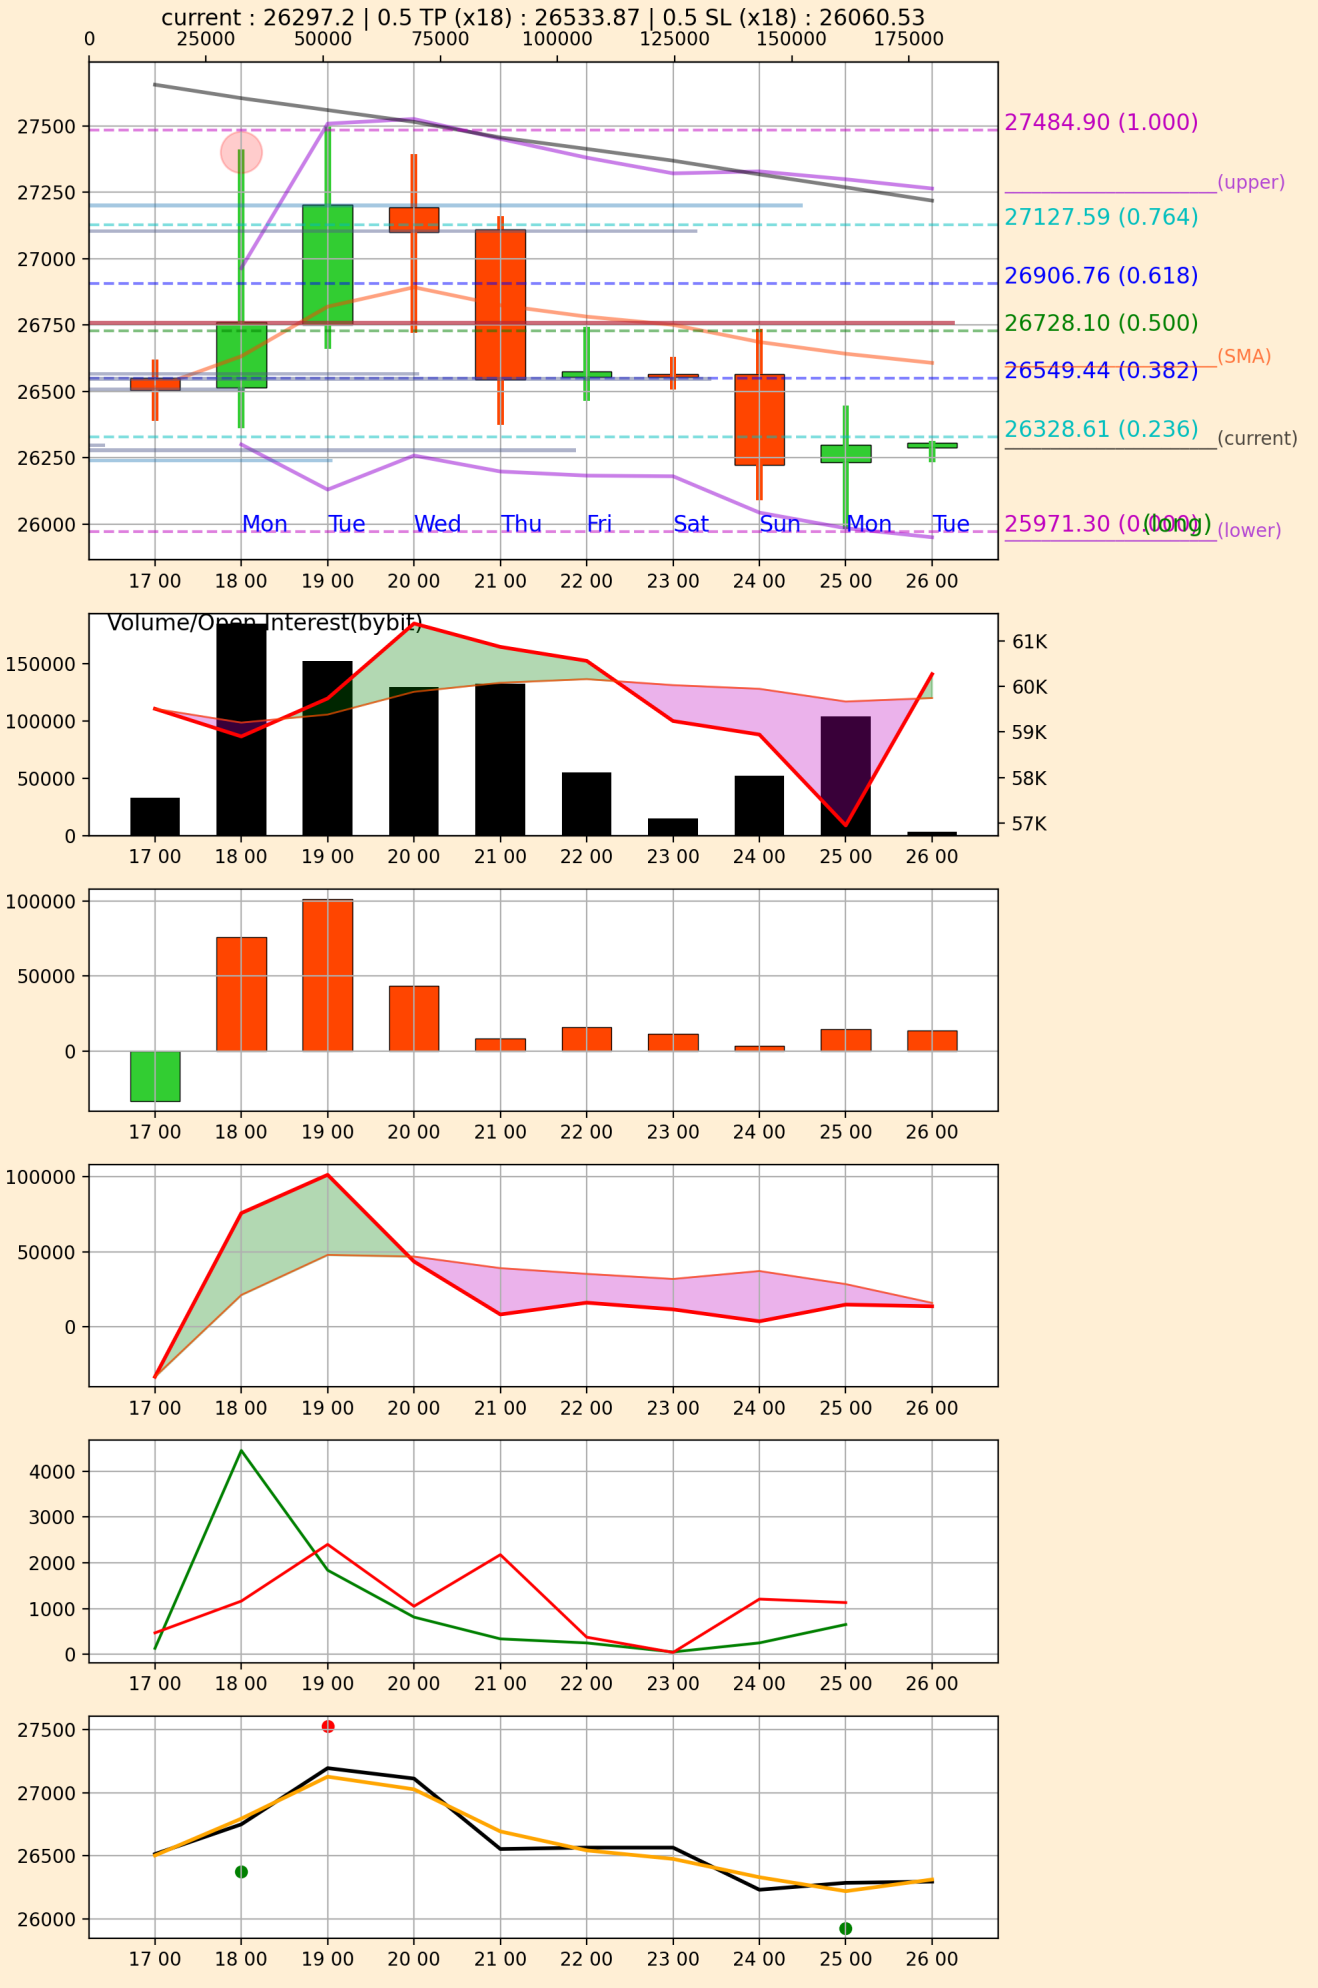 current : 26297.2 | 0.5 TP (x18) : 26533.87 | 0.5 SL (x18) : 26060.53
0 25000 50000 75000 100000 125000 150000 175000
27500
27250
27000
26750
26500
26250
26000
27484.90 (1.000)
(upper)
27127.59 (0.764)
26906.76 (0.618)
26728.10 (0.500)
(SMA)
26549.44 (0.382)
26328.61 (0.236)
(current)
25971.30 (0.000)
(long)
(lower)
Mon Tue Wed Thu Fri Sat Sun Mon Tue
17 00 18 00 19 00 20 00 21 00 22 00 23 00 24 00 25 00 26 00
Volume/Open Interest(bybit)
150000
100000
50000
0
61K
60K
59K
58K
57K
17 00 18 00 19 00 20 00 21 00 22 00 23 00 24 00 25 00 26 00
100000
50000
0
17 00 18 00 19 00 20 00 21 00 22 00 23 00 24 00 25 00 26 00
100000
50000
0
17 00 18 00 19 00 20 00 21 00 22 00 23 00 24 00 25 00 26 00
4000
3000
2000
1000
0
17 00 18 00 19 00 20 00 21 00 22 00 23 00 24 00 25 00 26 00
27500
27000
26500
26000
17 00 18 00 19 00 20 00 21 00 22 00 23 00 24 00 25 00 26 00